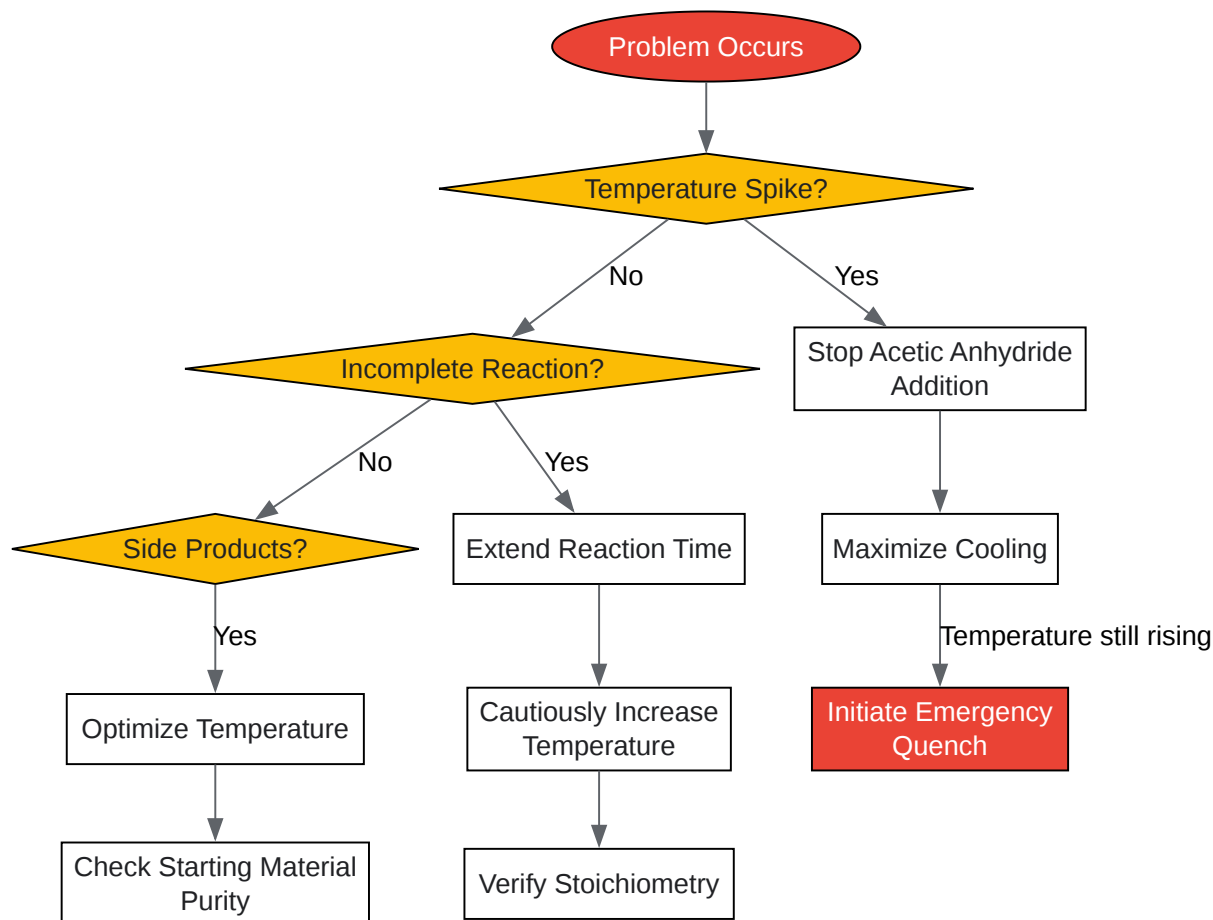 Problem Occurs
Temperature Spike?
No
Yes
Incomplete Reaction?
Stop Acetic Anhydride
Addition
No
Yes
Side Products?
Extend Reaction Time
Maximize Cooling
Yes
Temperature still rising
Optimize Temperature
Cautiously Increase
Temperature
Initiate Emergency
Quench
Check Starting Material
Purity
Verify Stoichiometry